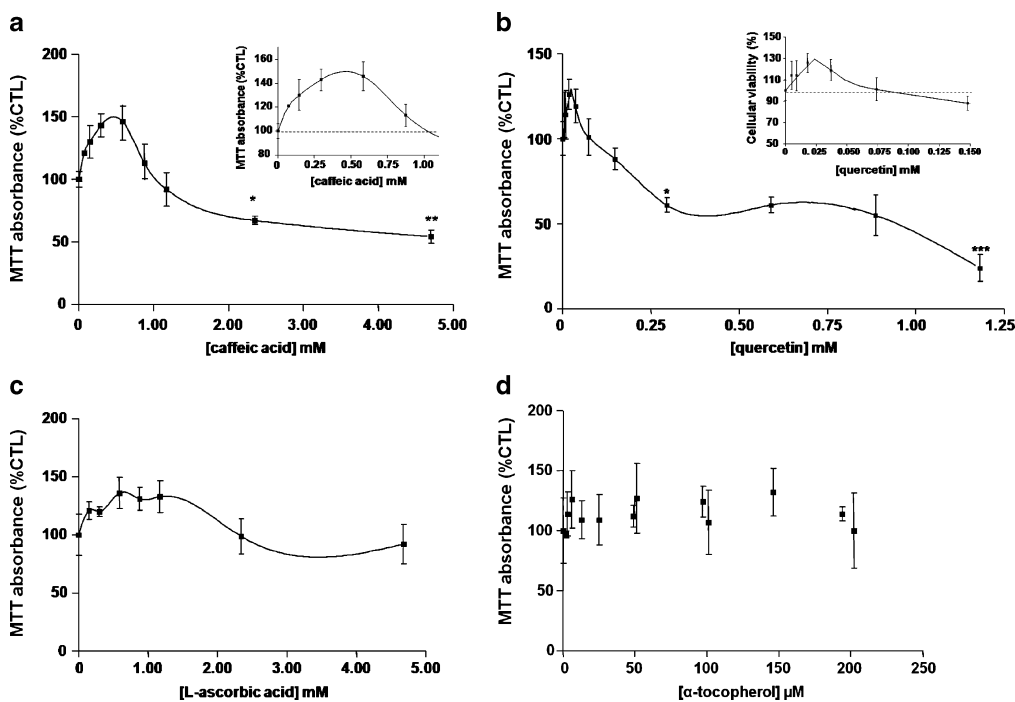 a
MTT absorbance (%CTL)
200
150
100
50
0
0 1.00 2.00 3.00 4.00 5.00
[caffeic acid] mM
*
**
MTT absorbance (%CTL)
160
140
120
100
80
0 0.25 0.50 0.75 1.00
[caffeic acid] mM
b
MTT absorbance (%CTL)
150
100
50
0
0 0.25 0.50 0.75 1.00 1.25
[quercetin] mM
*
***
Cellular viability (%)
150
130
110
90
70
50
0 0.025 0.050 0.075 0.100 0.125 0.150
[quercetin] mM
c
MTT absorbance (%CTL)
200
150
100
50
0
0 1.00 2.00 3.00 4.00 5.00
[L-ascorbic acid] mM
d
MTT absorbance (%CTL)
200
150
100
50
0
0 50 100 150 200 250
[α-tocopherol] µM